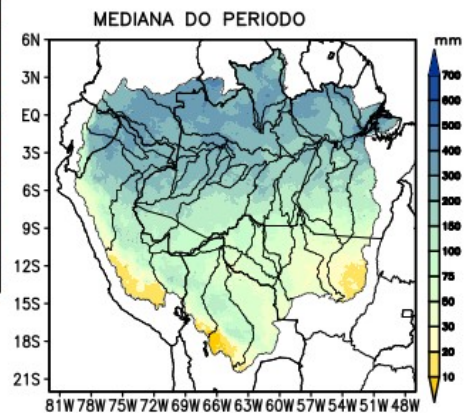 MEDIANA DO PERIODO
mm
6N
3N
EQ
3S
6S
9S
12S
15S
18S
21S
700
600
500
400
300
200
150
100
75
50
30
20
10
81W 78W 75W 72W 69W 66W 63W 60W 57W 54W 51W 48W